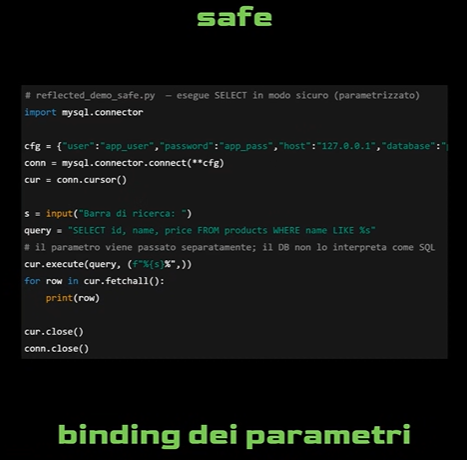 safe
# reflected_demo_safe.py — esegue SELECT in modo sicuro (parametrizzato)
import mysql.connector
cfg = {"user":"app_user","password":"app_pass","host":"127.0.0.1","database":"
conn = mysql.connector.connect(**cfg)
cur = conn.cursor()
s = input("Barra di ricerca: ")
query = "SELECT id, name, price FROM products WHERE name LIKE %s"
# il parametro viene passato separatamente; il DB non lo interpreta come SQL
cur.execute(query, (f"%{s}%",))
for row in cur.fetchall():
    print(row)
cur.close()
conn.close()
binding dei parametri